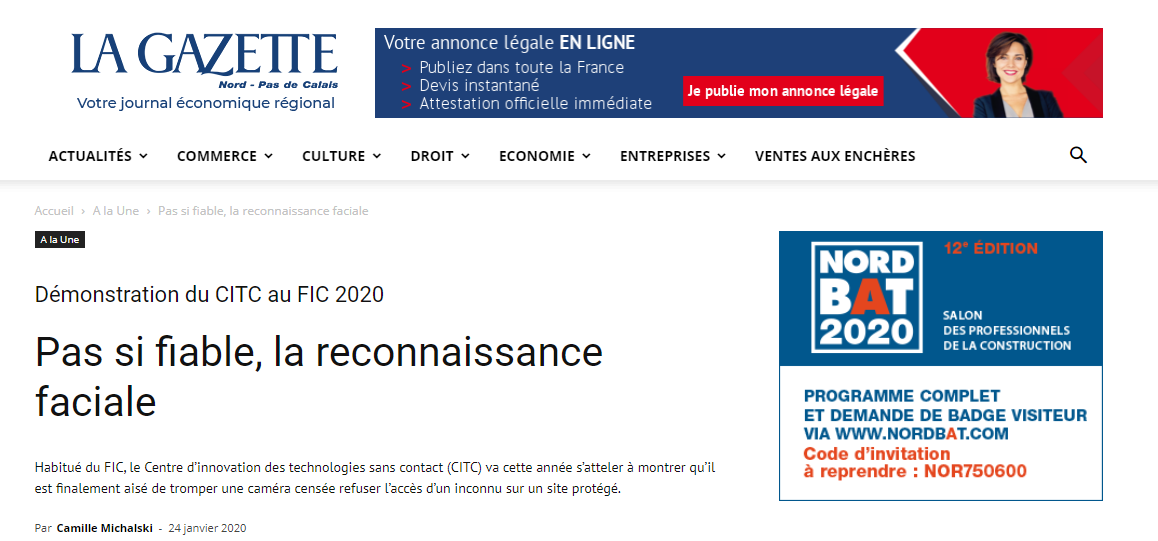 LA GAZETTE
Nord - Pas de Calais
Votre journal économique régional
Votre annonce légale EN LIGNE
> Publiez dans toute la France
> Devis instantané
> Attestation officielle immédiate
Je publie mon annonce légale
ACTUALITÉS COMMERCE CULTURE DROIT ECONOMIE ENTREPRISES VENTES AUX ENCHÈRES
Accueil › A la Une › Pas si fiable, la reconnaissance faciale
A la Une
Démonstration du CITC au FIC 2020
Pas si fiable, la reconnaissance
faciale
Habitué du FIC, le Centre d’innovation des technologies sans contact (CITC) va cette année s’atteler à montrer qu’il
est finalement aisé de tromper une caméra censée refuser l’accès d’un inconnu sur un site protégé.
Par Camille Michalski - 24 janvier 2020
NORD
BAT
2020
12e ÉDITION
SALON
DES PROFESSIONNELS
DE LA CONSTRUCTION
PROGRAMME COMPLET
ET DEMANDE DE BADGE VISITEUR
VIA WWW.NORDBAT.COM
Code d’invitation
à reprendre : NOR750600